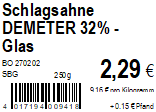 Schlagsahne
DEMETER 32% -
Glas
BO 270202
SBG 250g
2,29 €
9.16 € pro Kilogramm
4 017194 009418
+ 0.15 € Pfand